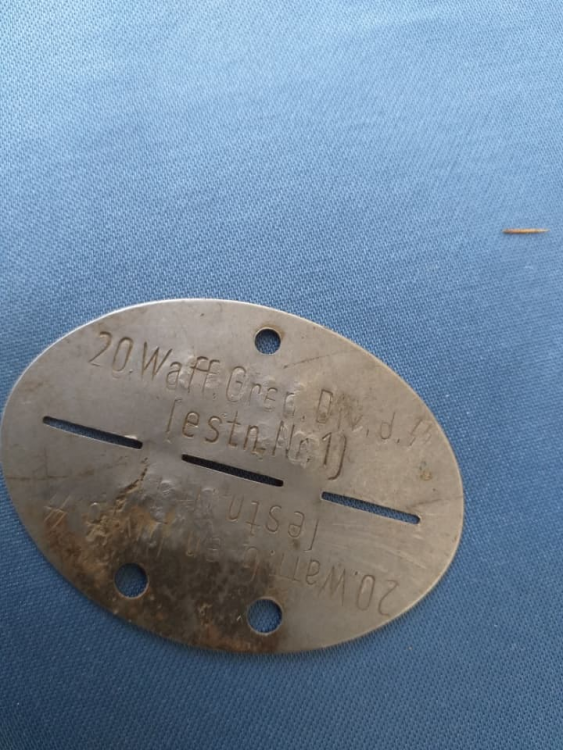 20.Waff.Gren.Div.d.
(estn.Nr.1)
(estn.
20.Waff.